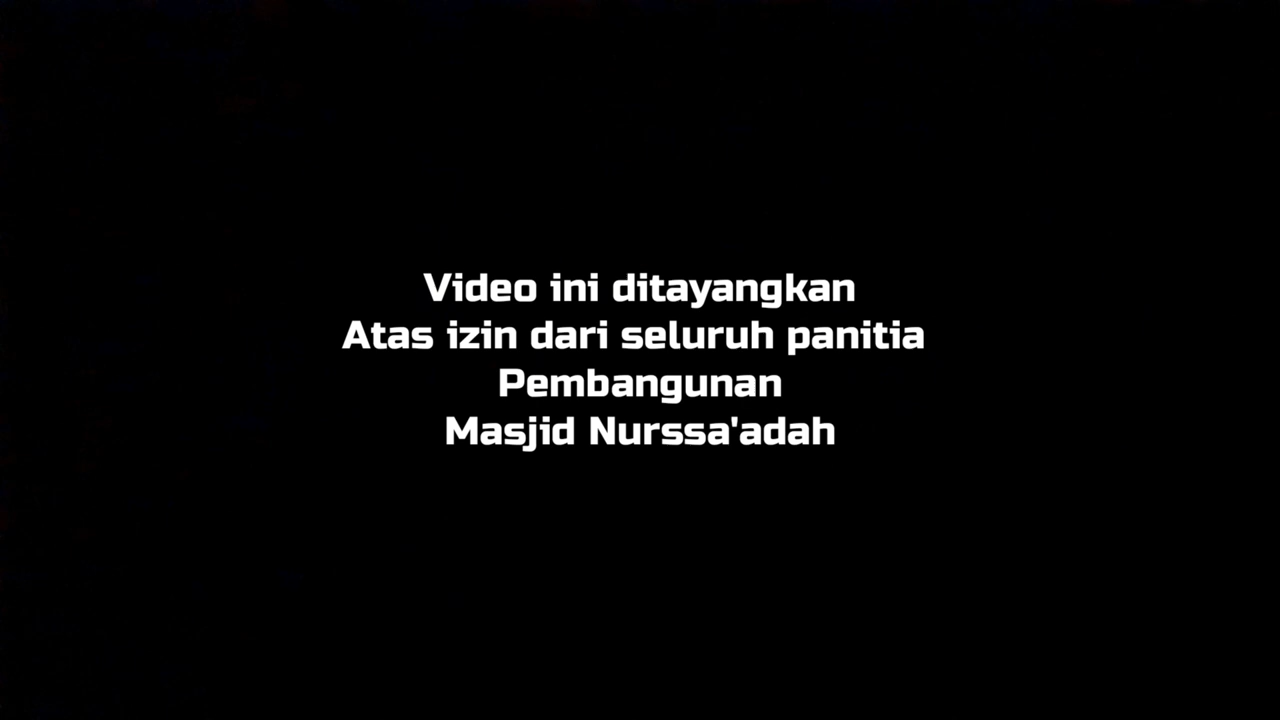 Video ini ditayangkan
Atas izin dari seluruh panitia
Pembangunan
Masjid Nurssa'adah